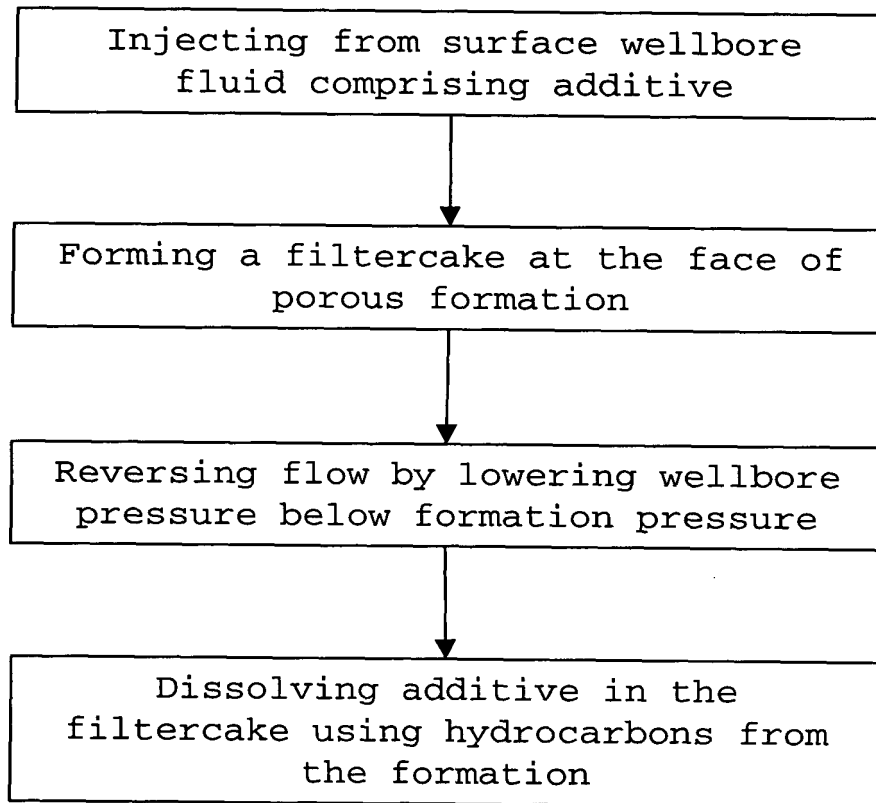 Injecting from surface wellbore
fluid comprising additive
Forming a filtercake at the face of
porous formation
Reversing flow by lowering wellbore
pressure below formation pressure
Dissolving additive in the
filtercake using hydrocarbons from
the formation